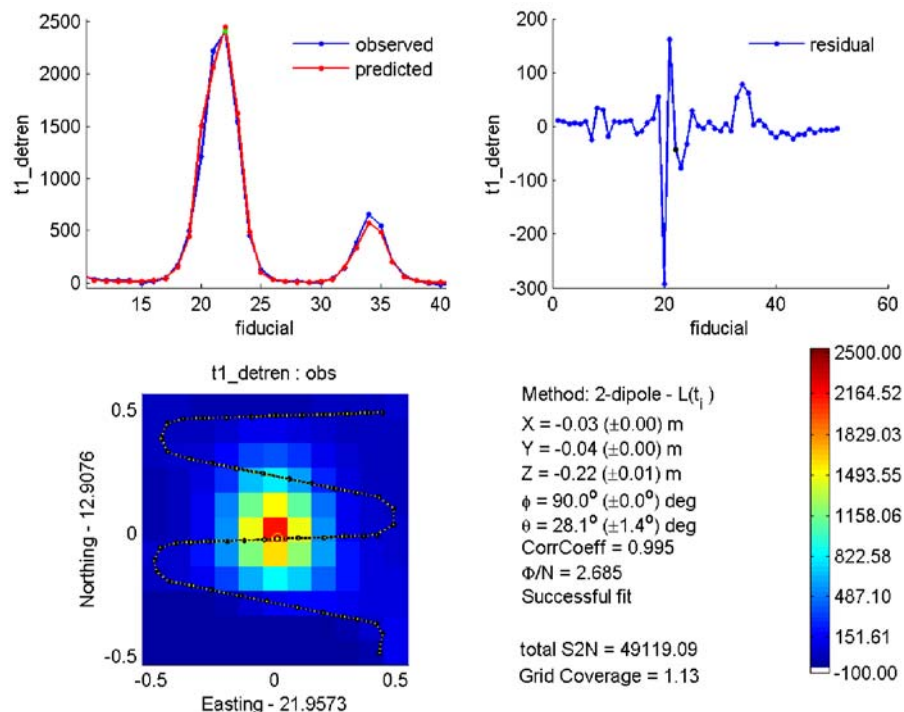 2500
2000
1500
1000
500
0
t1_detren
observed
predicted
15 20 25 30 35 40
fiducial
200
100
0
-100
-200
-300
t1_detren
residual
0 20 40 60
fiducial
t1_detren : obs
0.5
0
-0.5
Northing - 12.9076
-0.5 0 0.5
Easting - 21.9573
Method: 2-dipole - L(t_i )
X = -0.03 (±0.00) m
Y = -0.04 (±0.00) m
Z = -0.22 (±0.01) m
ϕ = 90.0° (±0.0°) deg
θ = 28.1° (±1.4°) deg
CorrCoeff = 0.995
Φ/N = 2.685
Successful fit
total S2N = 49119.09
Grid Coverage = 1.13
2500.00
2164.52
1829.03
1493.55
1158.06
822.58
487.10
151.61
-100.00